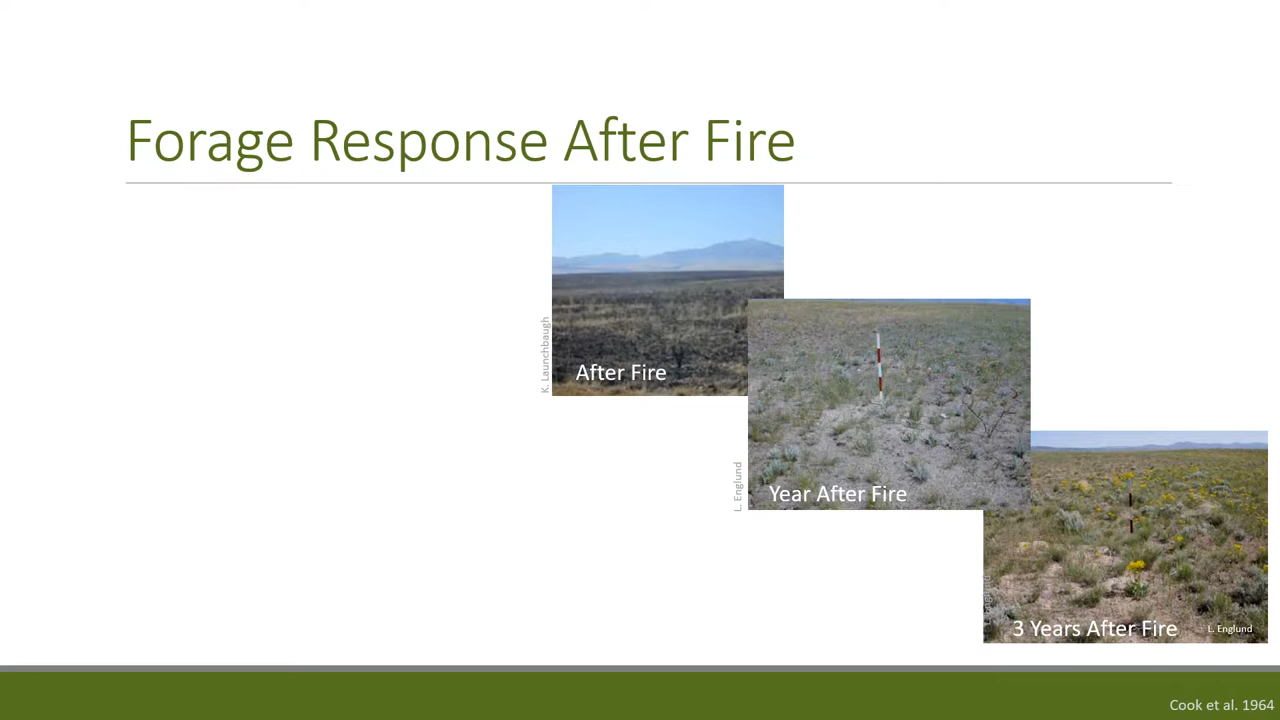 Forage Response After Fire
K. Launchbaugh
After Fire
L. Englund
Year After Fire
L. Englund
3 Years After Fire
L. Englund
Cook et al. 1964